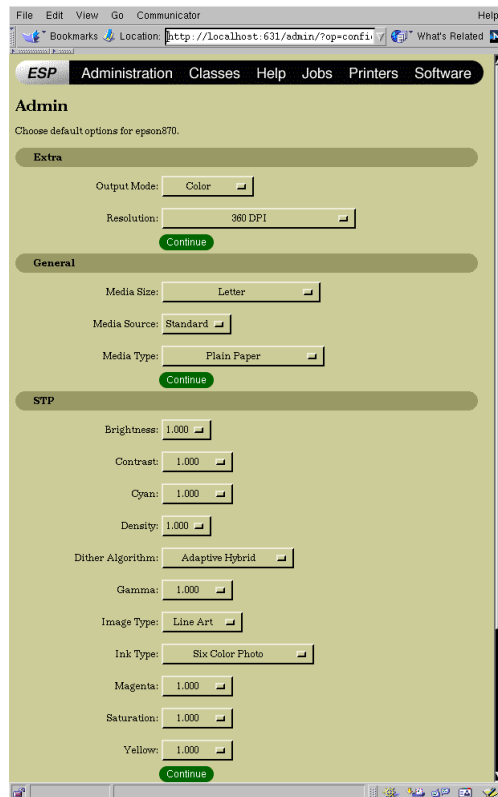 File Edit View Go Communicator Help
Bookmarks Location: http://localhost:631/admin/?op=confi What's Related
ESP Administration Classes Help Jobs Printers Software
Admin
Choose default options for epson870.
Extra
Output Mode: Color
Resolution: 360 DPI
Continue
General
Media Size: Letter
Media Source: Standard
Media Type: Plain Paper
Continue
STP
Brightness: 1.000
Contrast: 1.000
Cyan: 1.000
Density: 1.000
Dither Algorithm: Adaptive Hybrid
Gamma: 1.000
Image Type: Line Art
Ink Type: Six Color Photo
Magenta: 1.000
Saturation: 1.000
Yellow: 1.000
Continue